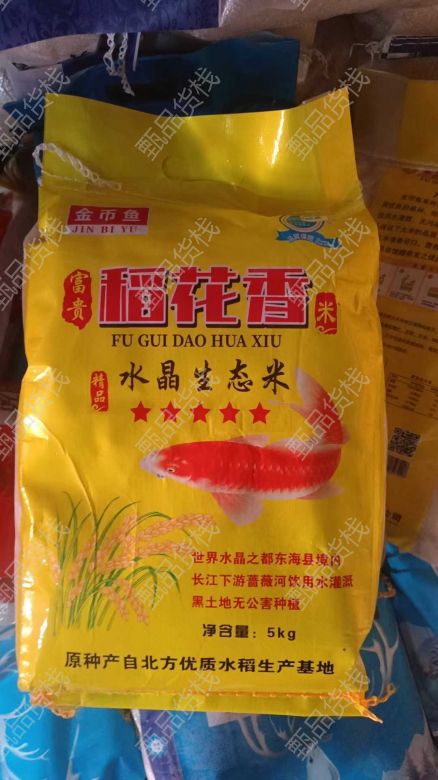 金币鱼
JIN BI YU
富贵
稻花香
米
FU GUI DAO HUA XIU
精品
水晶生态米
世界水晶之都东海县境内
长江下游蔷薇河饮用水灌溉
黑土地无公害种植
净含量：5kg
原种产自北方优质水稻生产基地
甄品货栈